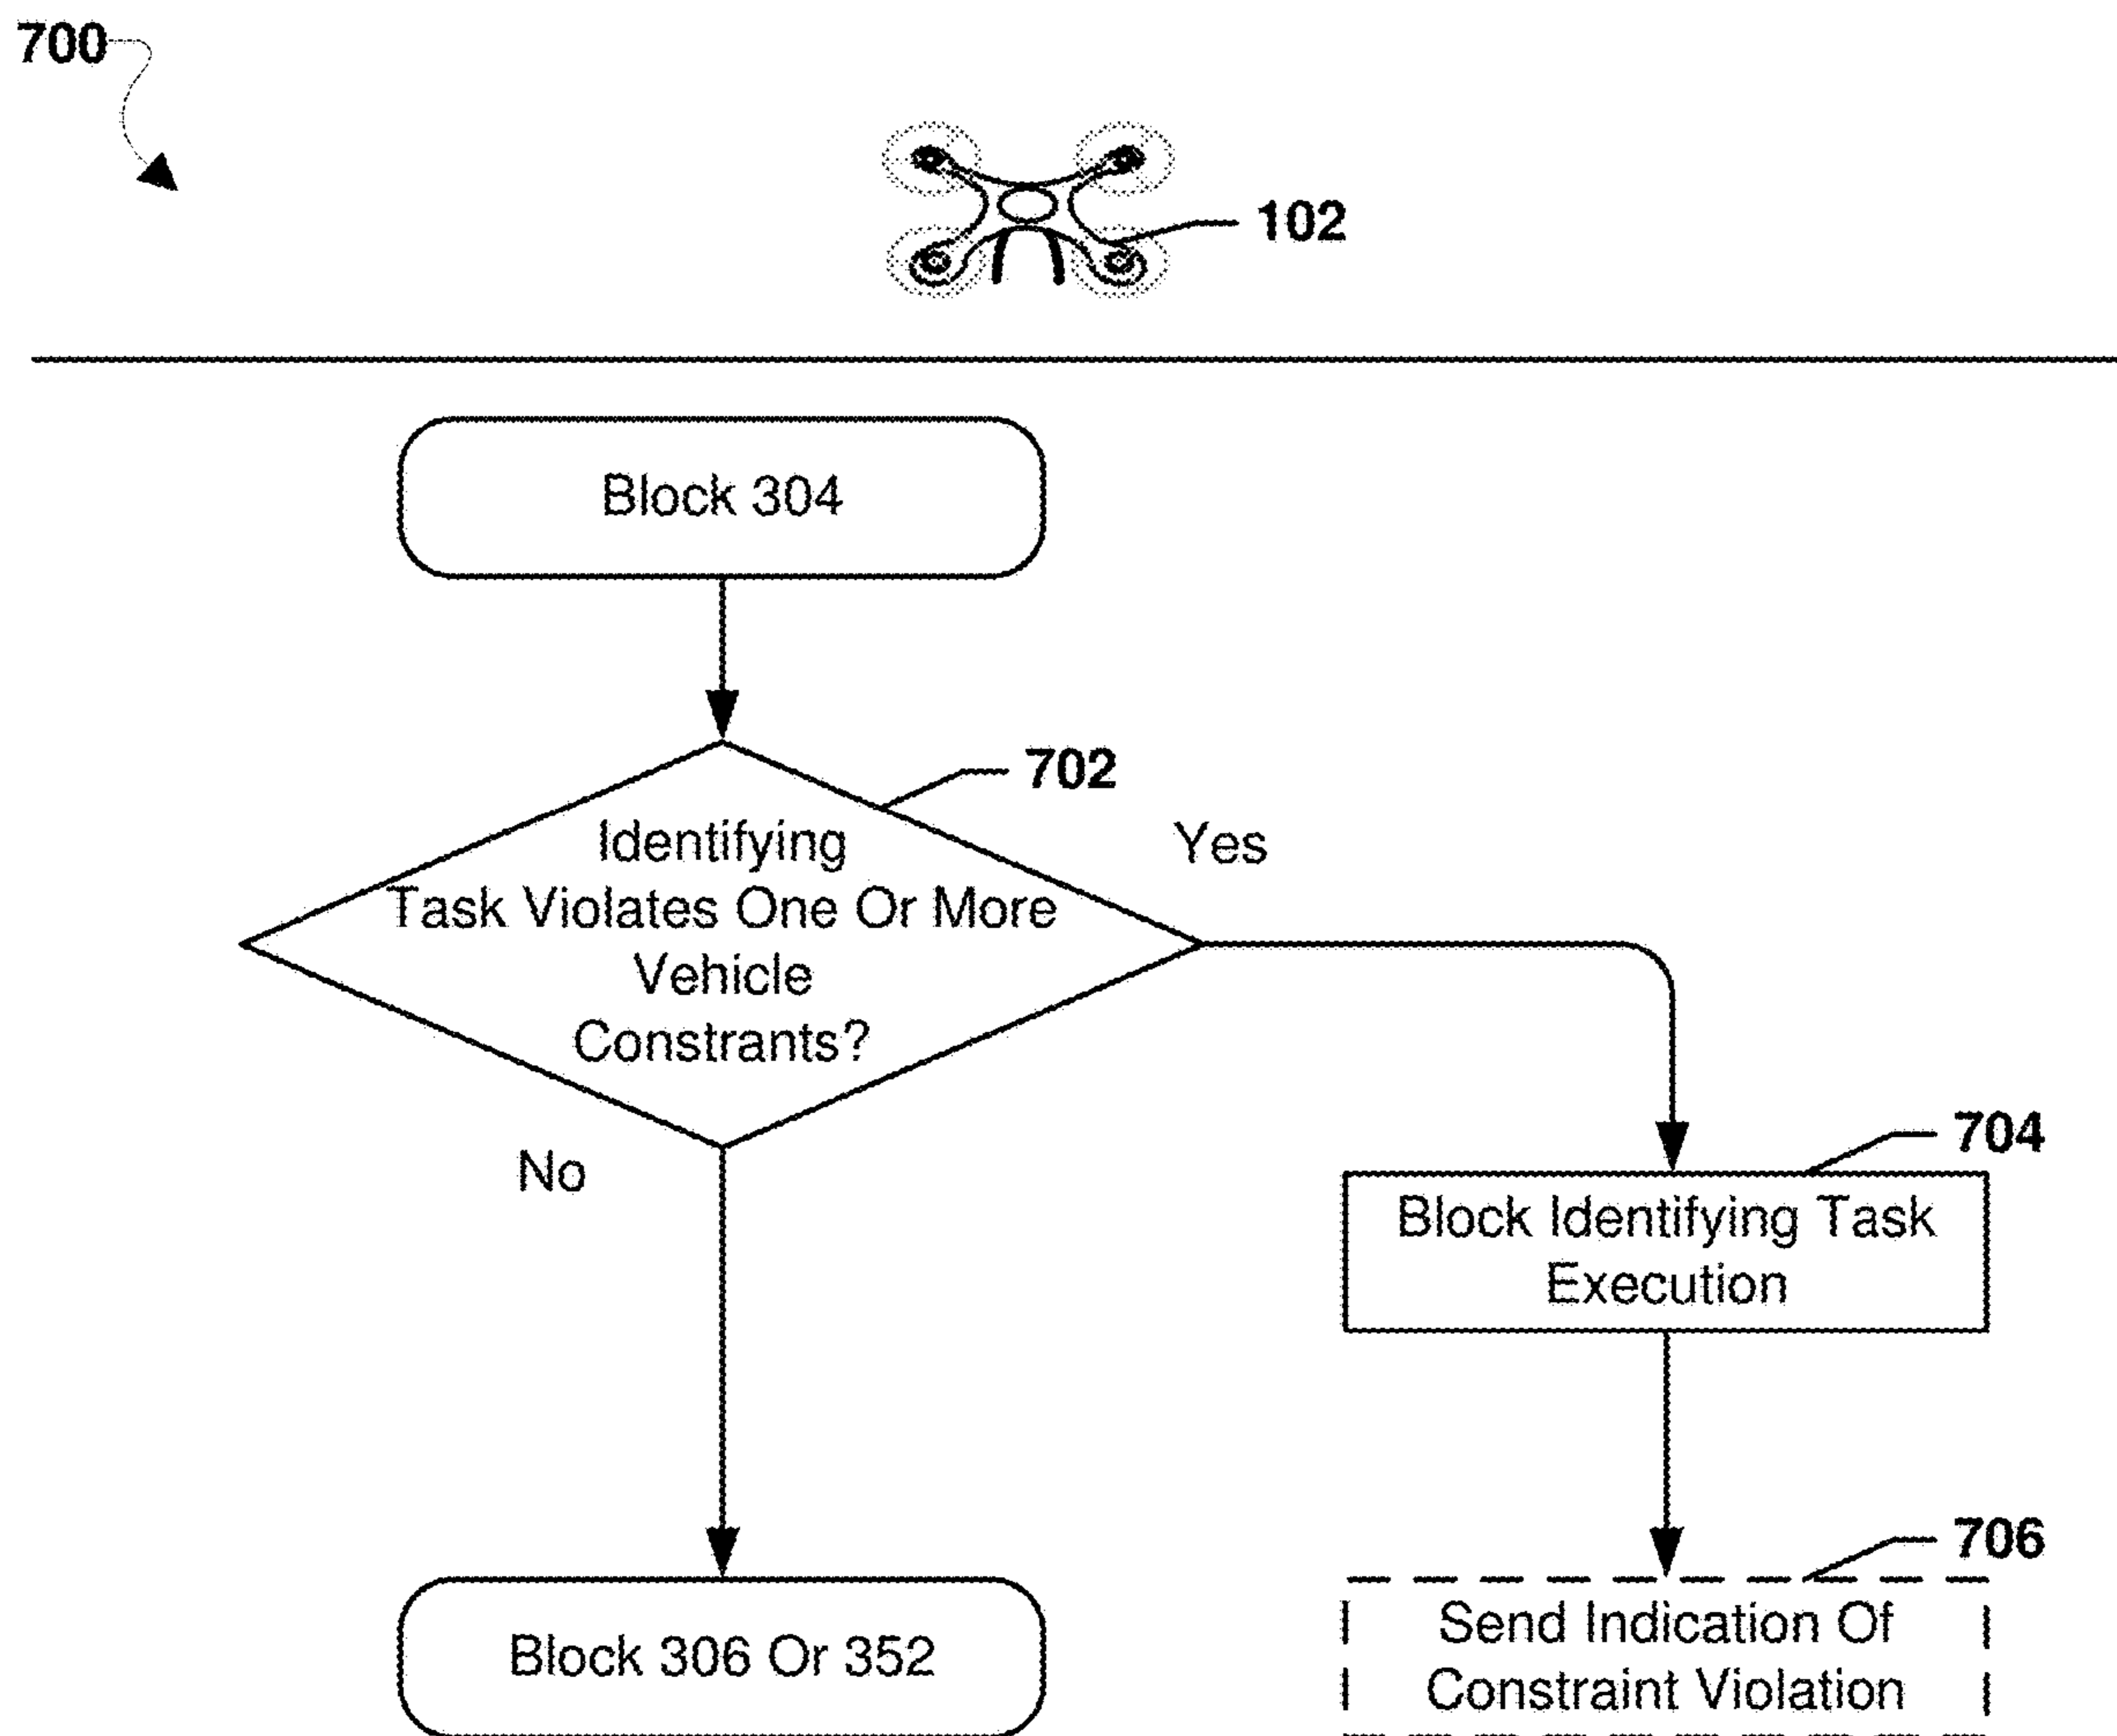 700
102
Block 304
702
Identifying
Task Violates One Or More
Vehicle
Constrants?
Yes
No
704
Block Identifying Task
Execution
706
Block 306 Or 352
Send Indication Of
Constraint Violation